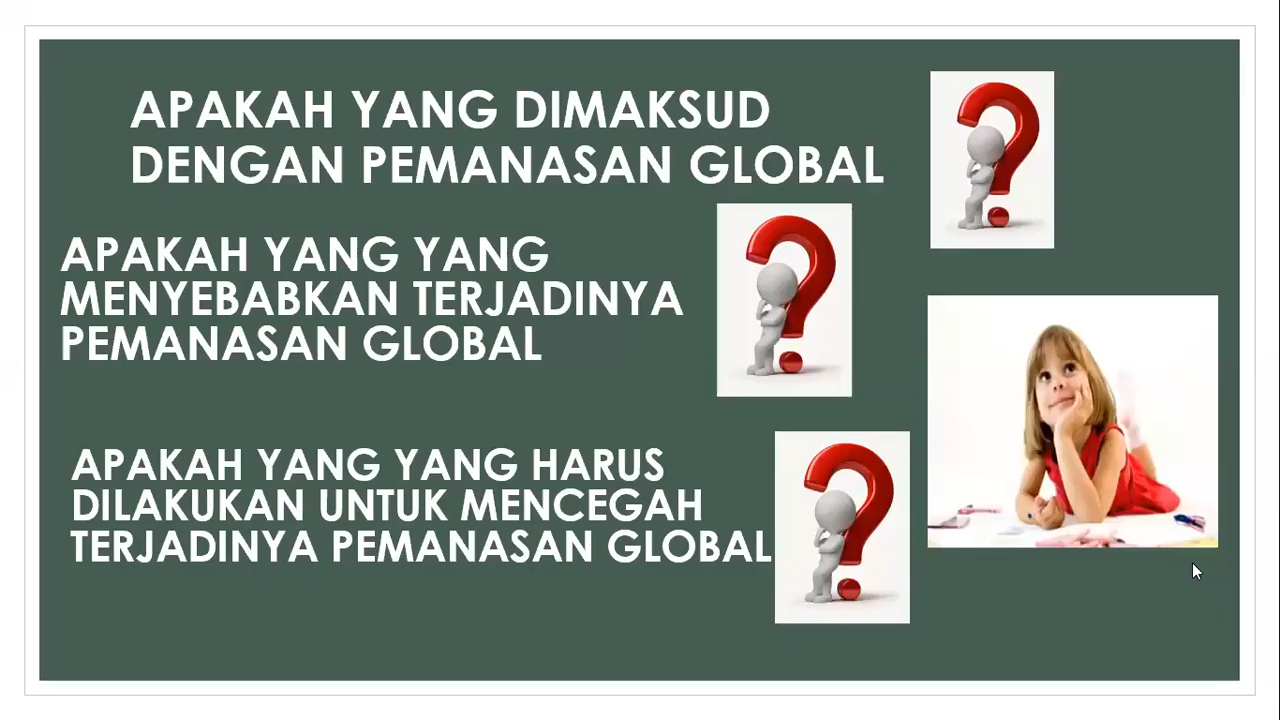 APAKAH YANG DIMAKSUD
DENGAN PEMANASAN GLOBAL
APAKAH YANG YANG
MENYEBABKAN TERJADINYA
PEMANASAN GLOBAL
APAKAH YANG YANG HARUS
DILAKUKAN UNTUK MENCEGAH
TERJADINYA PEMANASAN GLOBAL